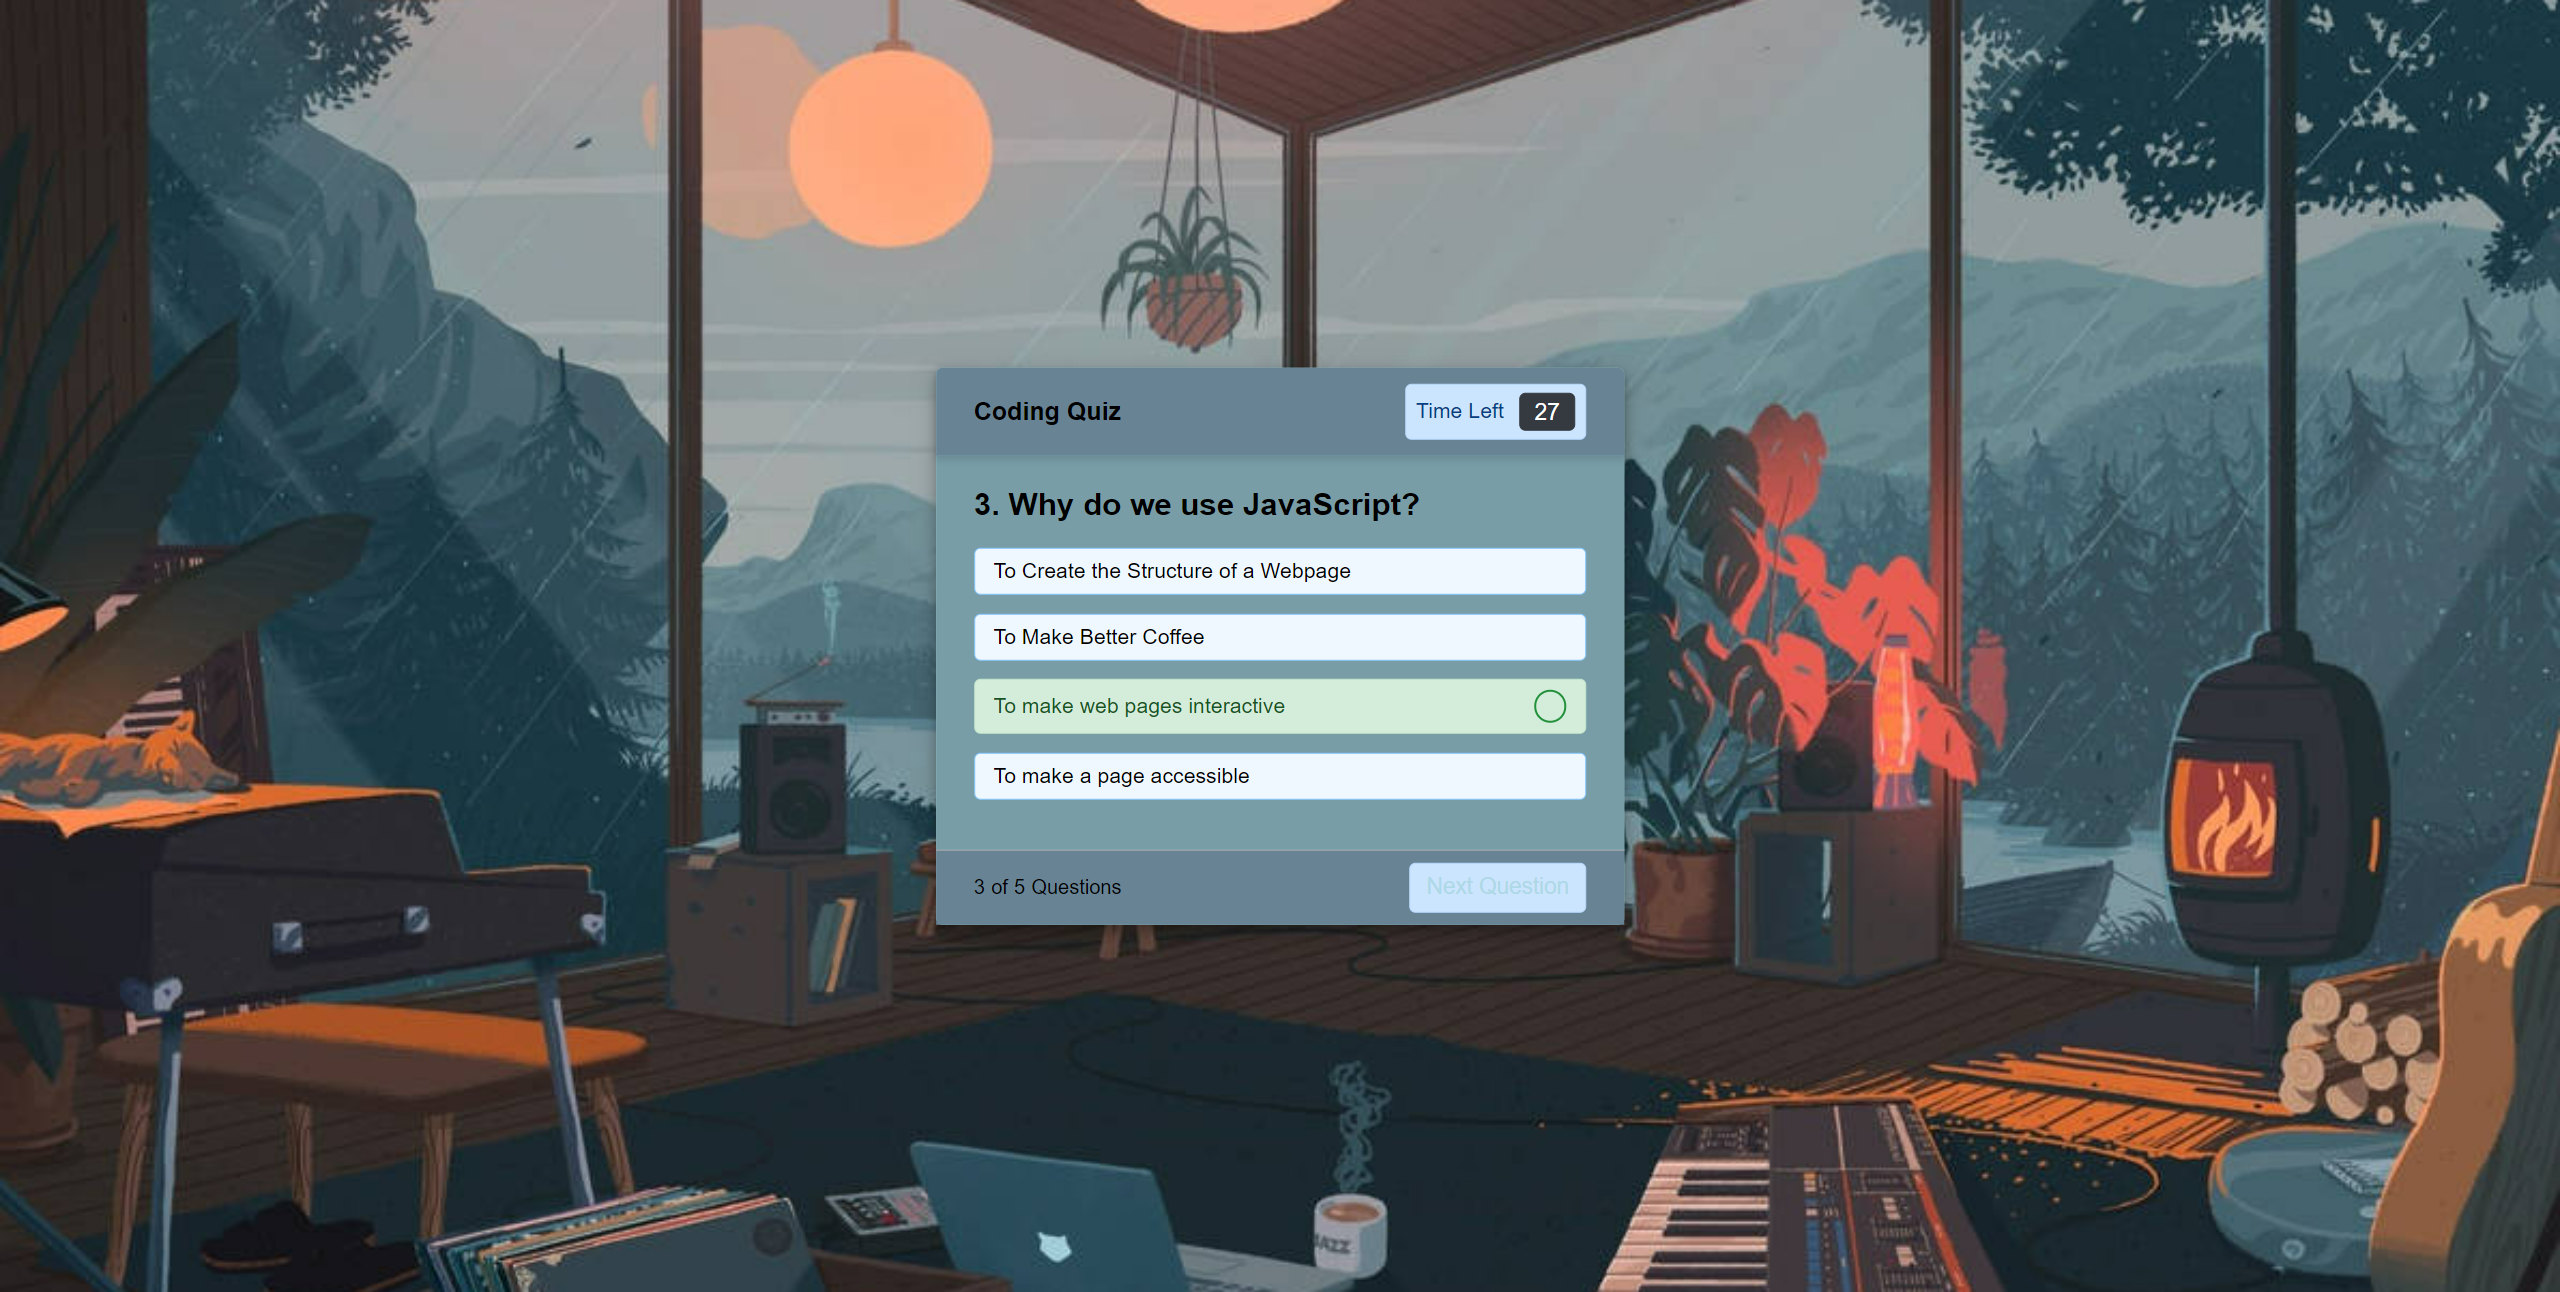 Coding Quiz
Time Left 27
3. Why do we use JavaScript?
To Create the Structure of a Webpage
To Make Better Coffee
To make web pages interactive
To make a page accessible
3 of 5 Questions
Next Question
JAZZ